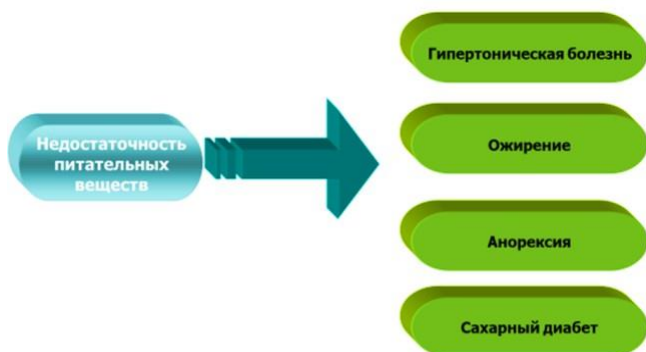 Недостаточность
питательных
веществ
Гипертоническая болезнь
Ожирение
Анорексия
Сахарный диабет